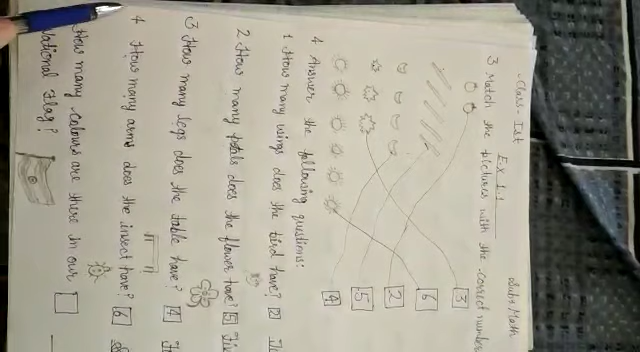 Class-Ist
Sub:Math
Ex 1.1
3 Match the pictures with the correct number
3
6
2
5
4
4 Answer the following questions:
1 How many wings does the bird have? 2
2 How many petals does the flower have? 5
3 How many legs does the table have? 4
4 How many arms does the insect have? 6
How many colours are there in our
National Flag?